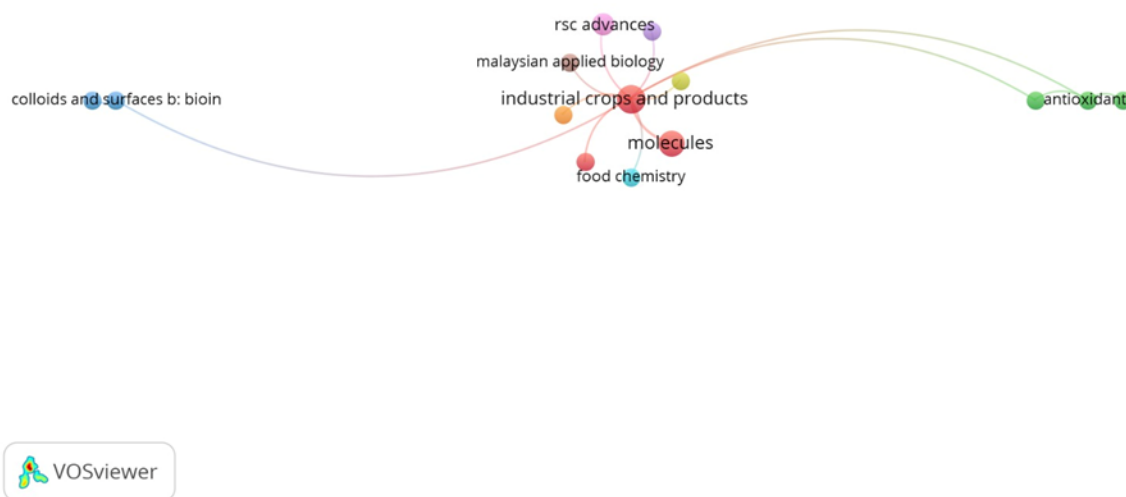 rsc advances
malaysian applied biology
colloids and surfaces b: bioin
industrial crops and products
antioxidant
molecules
food chemistry
VOSviewer